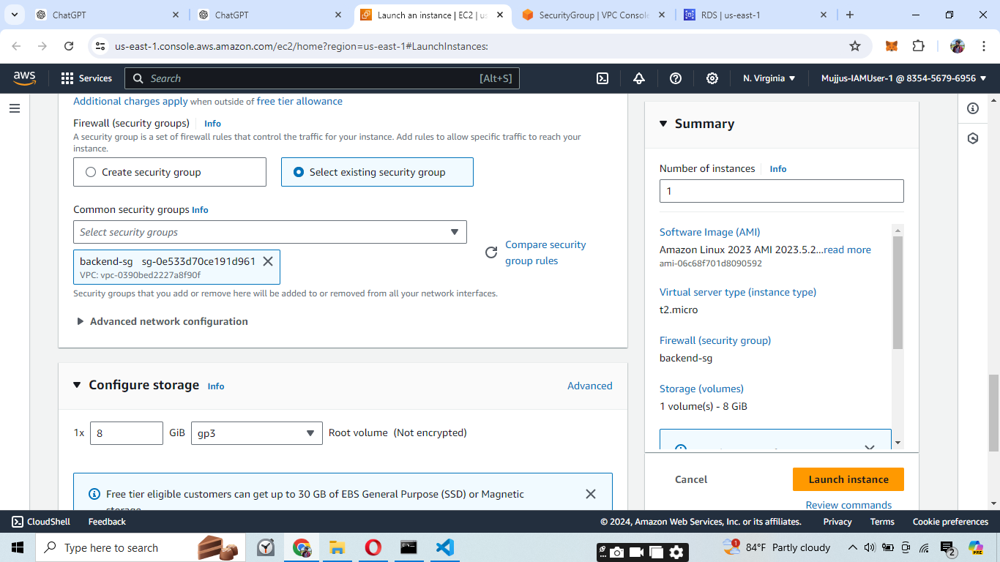 ChatGPT
ChatGPT
Launch an instance | EC2 | us
SecurityGroup | VPC Console
RDS | us-east-1
us-east-1.console.aws.amazon.com/ec2/home?region=us-east-1#LaunchInstances:
aws
Services
Search
[Alt+S]
N. Virginia
Mujjus-IAMUser-1 @ 8354-5679-6956
Additional charges apply when outside of free tier allowance
Firewall (security groups) Info
A security group is a set of firewall rules that control the traffic for your instance. Add rules to allow specific traffic to reach your
instance.
Create security group
Select existing security group
Common security groups Info
Select security groups
backend-sg sg-0e533d70ce191d961
VPC: vpc-0390bed2227a8f90f
Compare security
group rules
Security groups that you add or remove here will be added to or removed from all your network interfaces.
Advanced network configuration
Configure storage Info
Advanced
1x 8 GiB gp3 Root volume (Not encrypted)
Free tier eligible customers can get up to 30 GB of EBS General Purpose (SSD) or Magnetic
storage
Summary
Number of instances Info
1
Software Image (AMI)
Amazon Linux 2023 AMI 2023.5.2...read more
ami-06c68f701d8090592
Virtual server type (instance type)
t2.micro
Firewall (security group)
backend-sg
Storage (volumes)
1 volume(s) - 8 GiB
Cancel
Launch instance
Review commands
CloudShell
Feedback
© 2024, Amazon Web Services, Inc. or its affiliates.
Privacy
Terms
Cookie preferences
Type here to search
1
84°F Partly cloudy
2
PRE